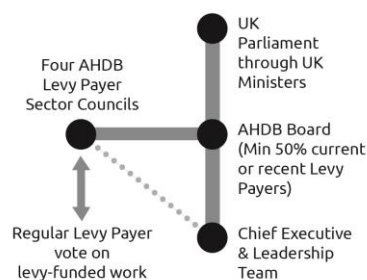 UK
Parliament
through UK
Ministers
Four AHDB
Levy Payer
Sector Councils
AHDB Board
(Min 50% current
or recent Levy
Payers)
Regular Levy Payer
vote on
levy-funded work
Chief Executive
& Leadership
Team